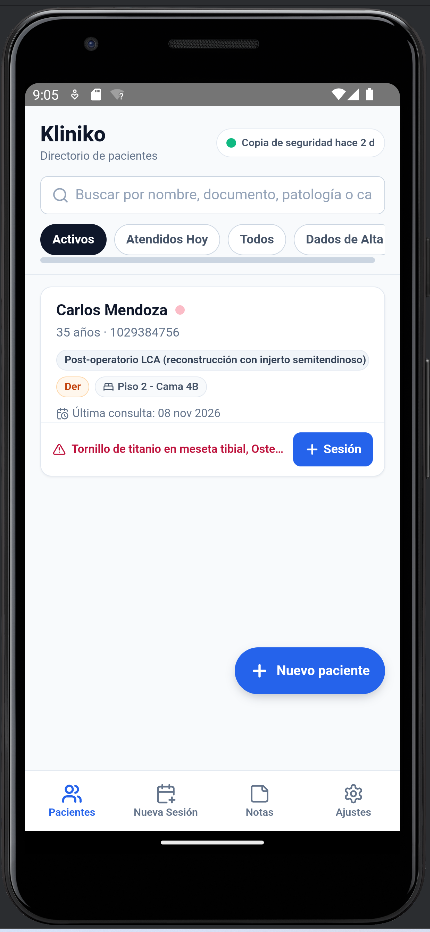 9:05
Kliniko
Directorio de pacientes
Copia de seguridad hace 2 d
Buscar por nombre, documento, patología o ca
Activos
Atendidos Hoy
Todos
Dados de Alta
Carlos Mendoza
35 años · 1029384756
Post-operatorio LCA (reconstrucción con injerto semitendinoso)
Der
Piso 2 - Cama 4B
Última consulta: 08 nov 2026
Tornillo de titanio en meseta tibial, Oste...
+ Sesión
+ Nuevo paciente
Pacientes
Nueva Sesión
Notas
Ajustes